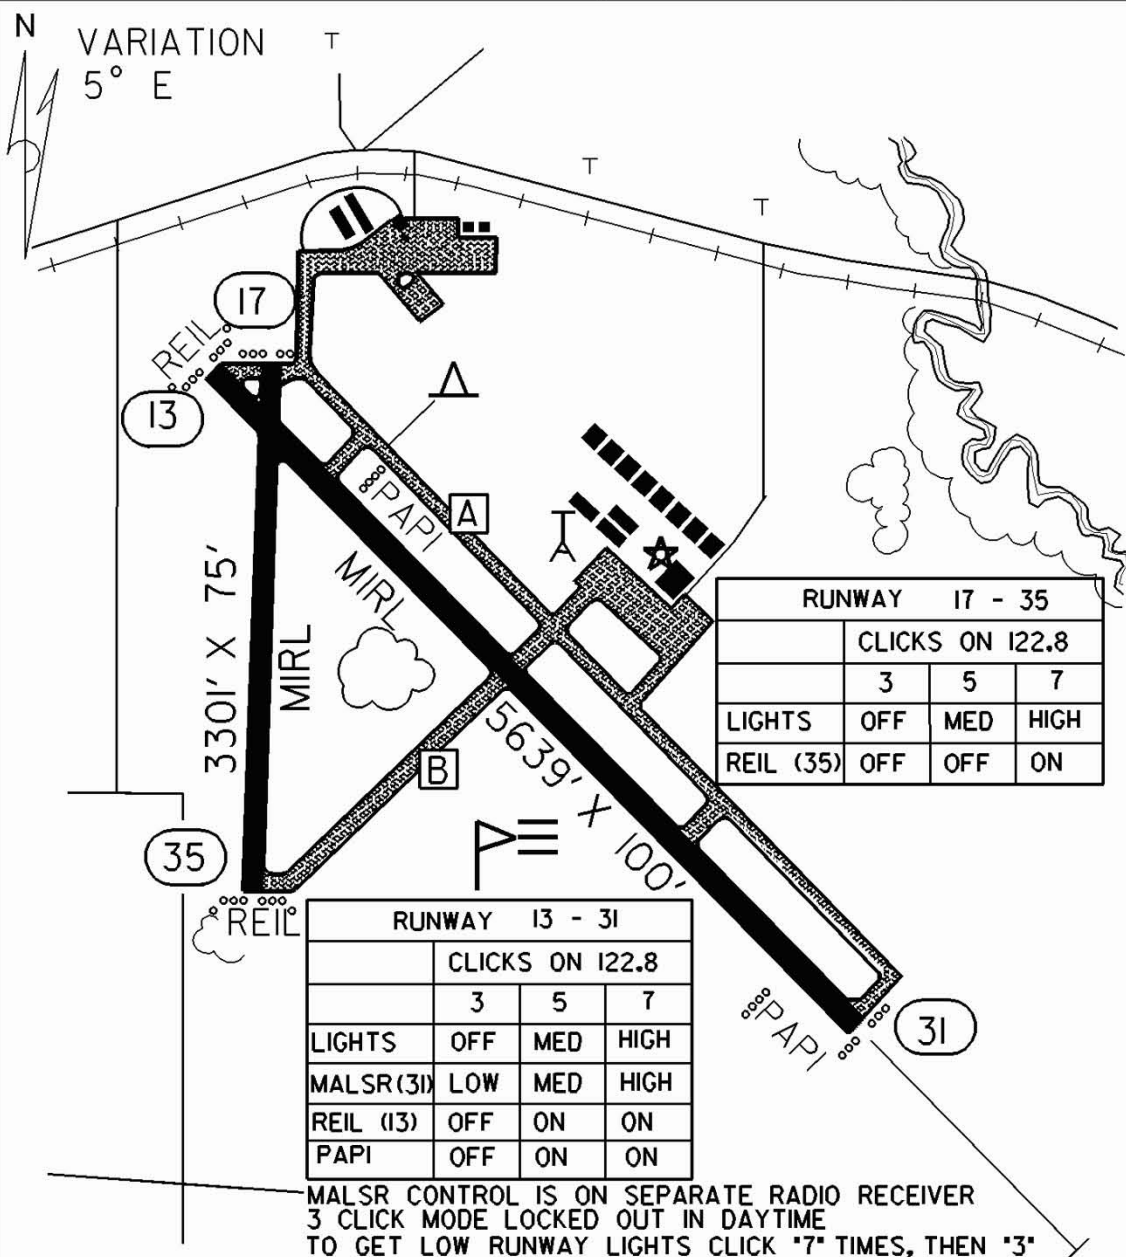 N
VARIATION
5° E
T
T
T
17
REIL
13
A
PAPI
MIRL
3301' X 75'
MIRL
5639' X 100'
B
35
REIL
PAPI
31
RUNWAY 17 - 35
CLICKS ON 122.8
3 5 7
LIGHTS OFF MED HIGH
REIL (35) OFF OFF ON
RUNWAY 13 - 31
CLICKS ON 122.8
3 5 7
LIGHTS OFF MED HIGH
MALSR(31) LOW MED HIGH
REIL (13) OFF ON ON
PAPI OFF ON ON
MALSR CONTROL IS ON SEPARATE RADIO RECEIVER
3 CLICK MODE LOCKED OUT IN DAYTIME
TO GET LOW RUNWAY LIGHTS CLICK "7" TIMES, THEN "3"